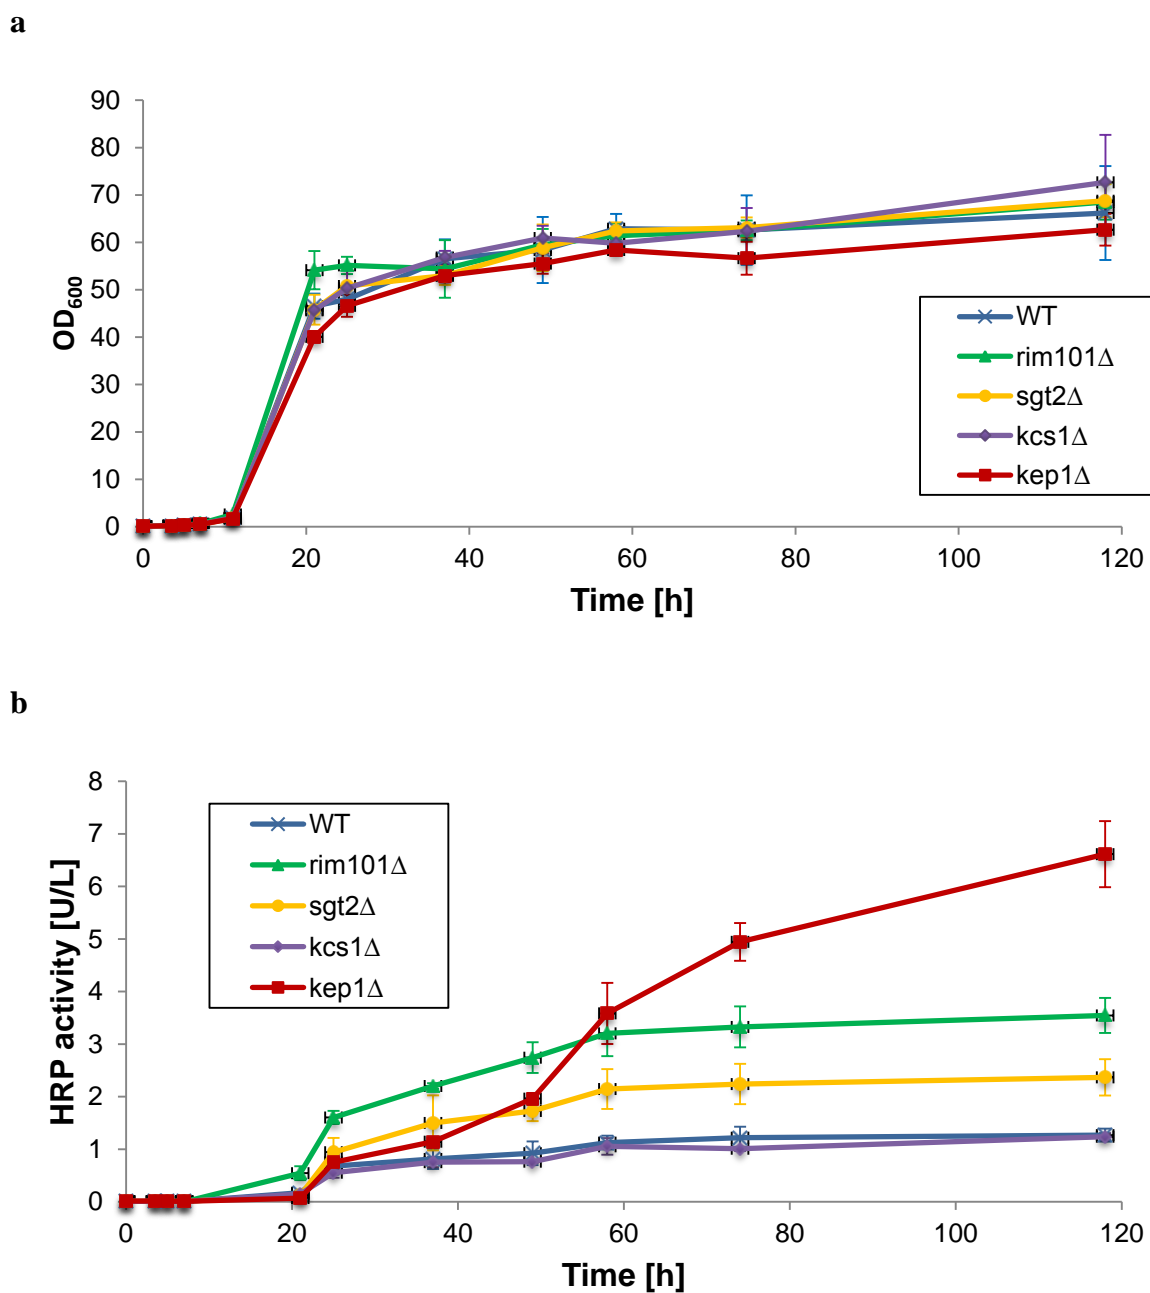 a
90
80
70
60
50
40
30
20
10
0
OD600
0 20 40 60 80 100 120
Time [h]
WT
rim101Δ
sgt2Δ
kcs1Δ
kep1Δ
b
8
7
6
5
4
3
2
1
0
HRP activity [U/L]
WT
rim101Δ
sgt2Δ
kcs1Δ
kep1Δ
0 20 40 60 80 100 120
Time [h]